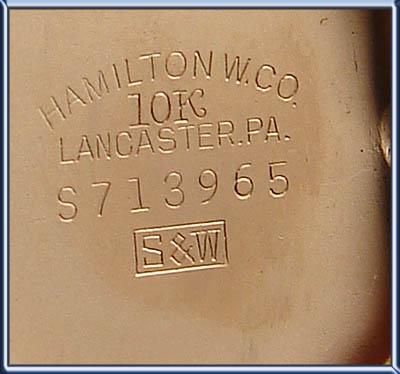 HAMILTON W.CO.
10K
LANCASTER.PA.
S713965
S&W